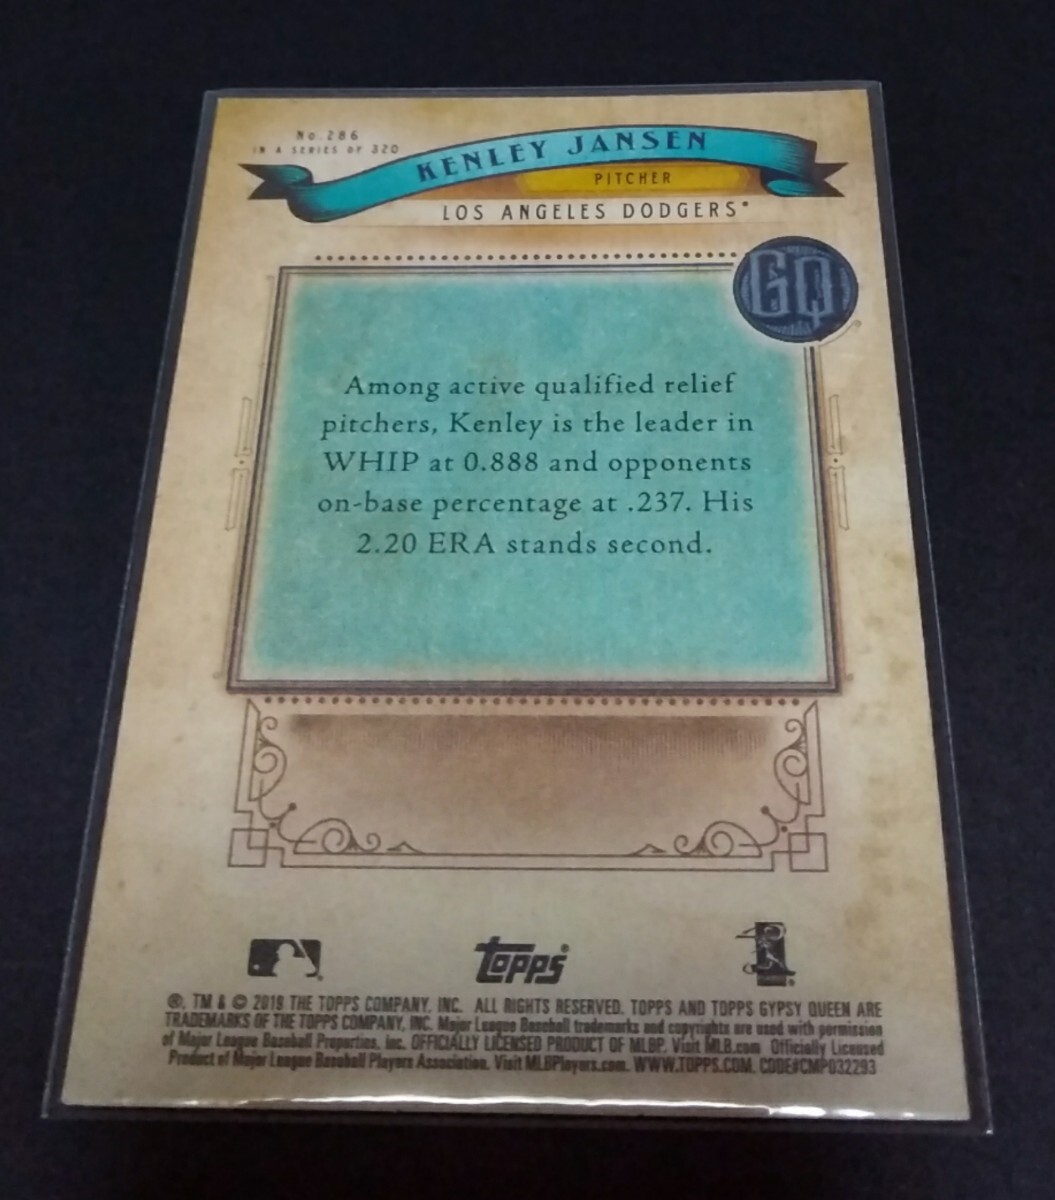 No. 286
IN A SERIES OF 320
KENLEY JANSEN
PITCHER
LOS ANGELES DODGERS®
GQ
Among active qualified relief
pitchers, Kenley is the leader in
WHIP at 0.888 and opponents
on-base percentage at .237. His
2.20 ERA stands second.
Topps®
®, TM & © 2019 THE TOPPS COMPANY, INC. ALL RIGHTS RESERVED. TOPPS AND TOPPS GYPSY QUEEN ARE
TRADEMARKS OF THE TOPPS COMPANY, INC. Major League Baseball trademarks and copyrights are used with permission
of Major League Baseball Properties, Inc. OFFICIALLY LICENSED PRODUCT OF MLBP. Visit MLB.com Officially Licensed
Product of Major League Baseball Players Association. Visit MLBPlayers.com. WWW.TOPPS.COM. CODE#CMP032293